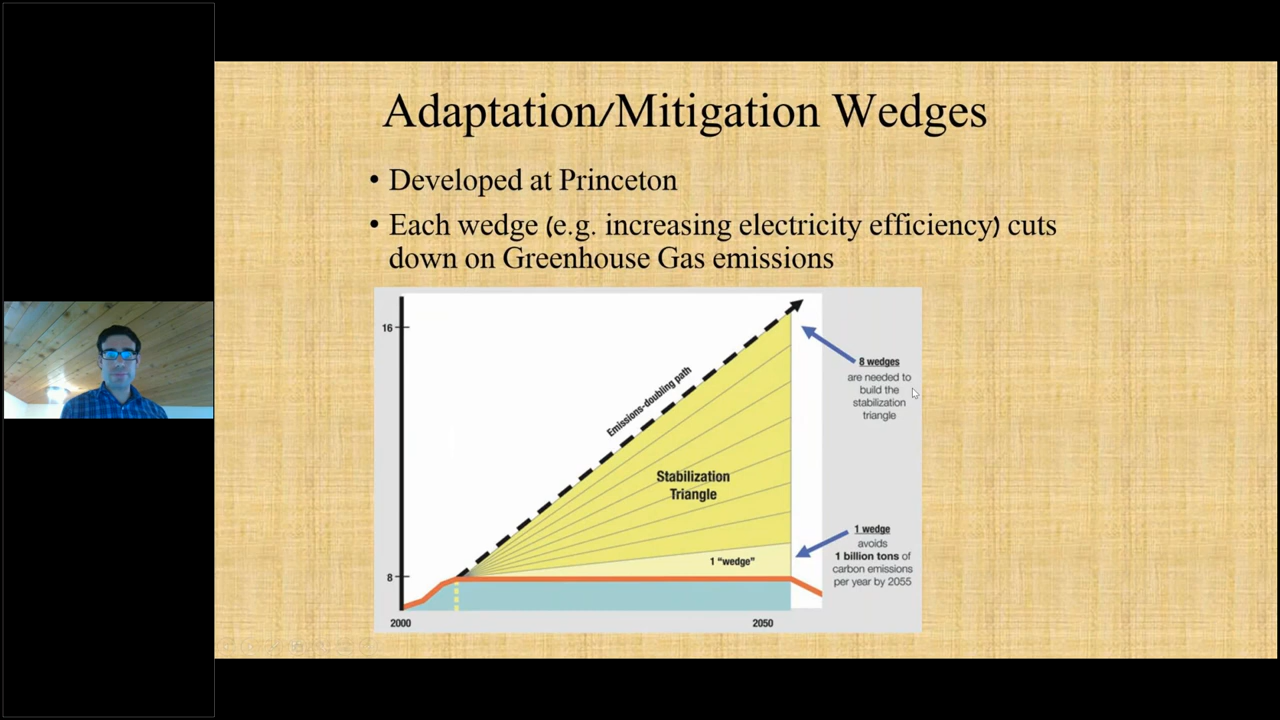 Adaptation/Mitigation Wedges
• Developed at Princeton
• Each wedge (e.g. increasing electricity efficiency) cuts
down on Greenhouse Gas emissions
16
8
2000
2050
Emissions-doubling path
Stabilization
Triangle
1 "wedge"
8 wedges
are needed to
build the
stabilization
triangle
1 wedge
avoids
1 billion tons of
carbon emissions
per year by 2055